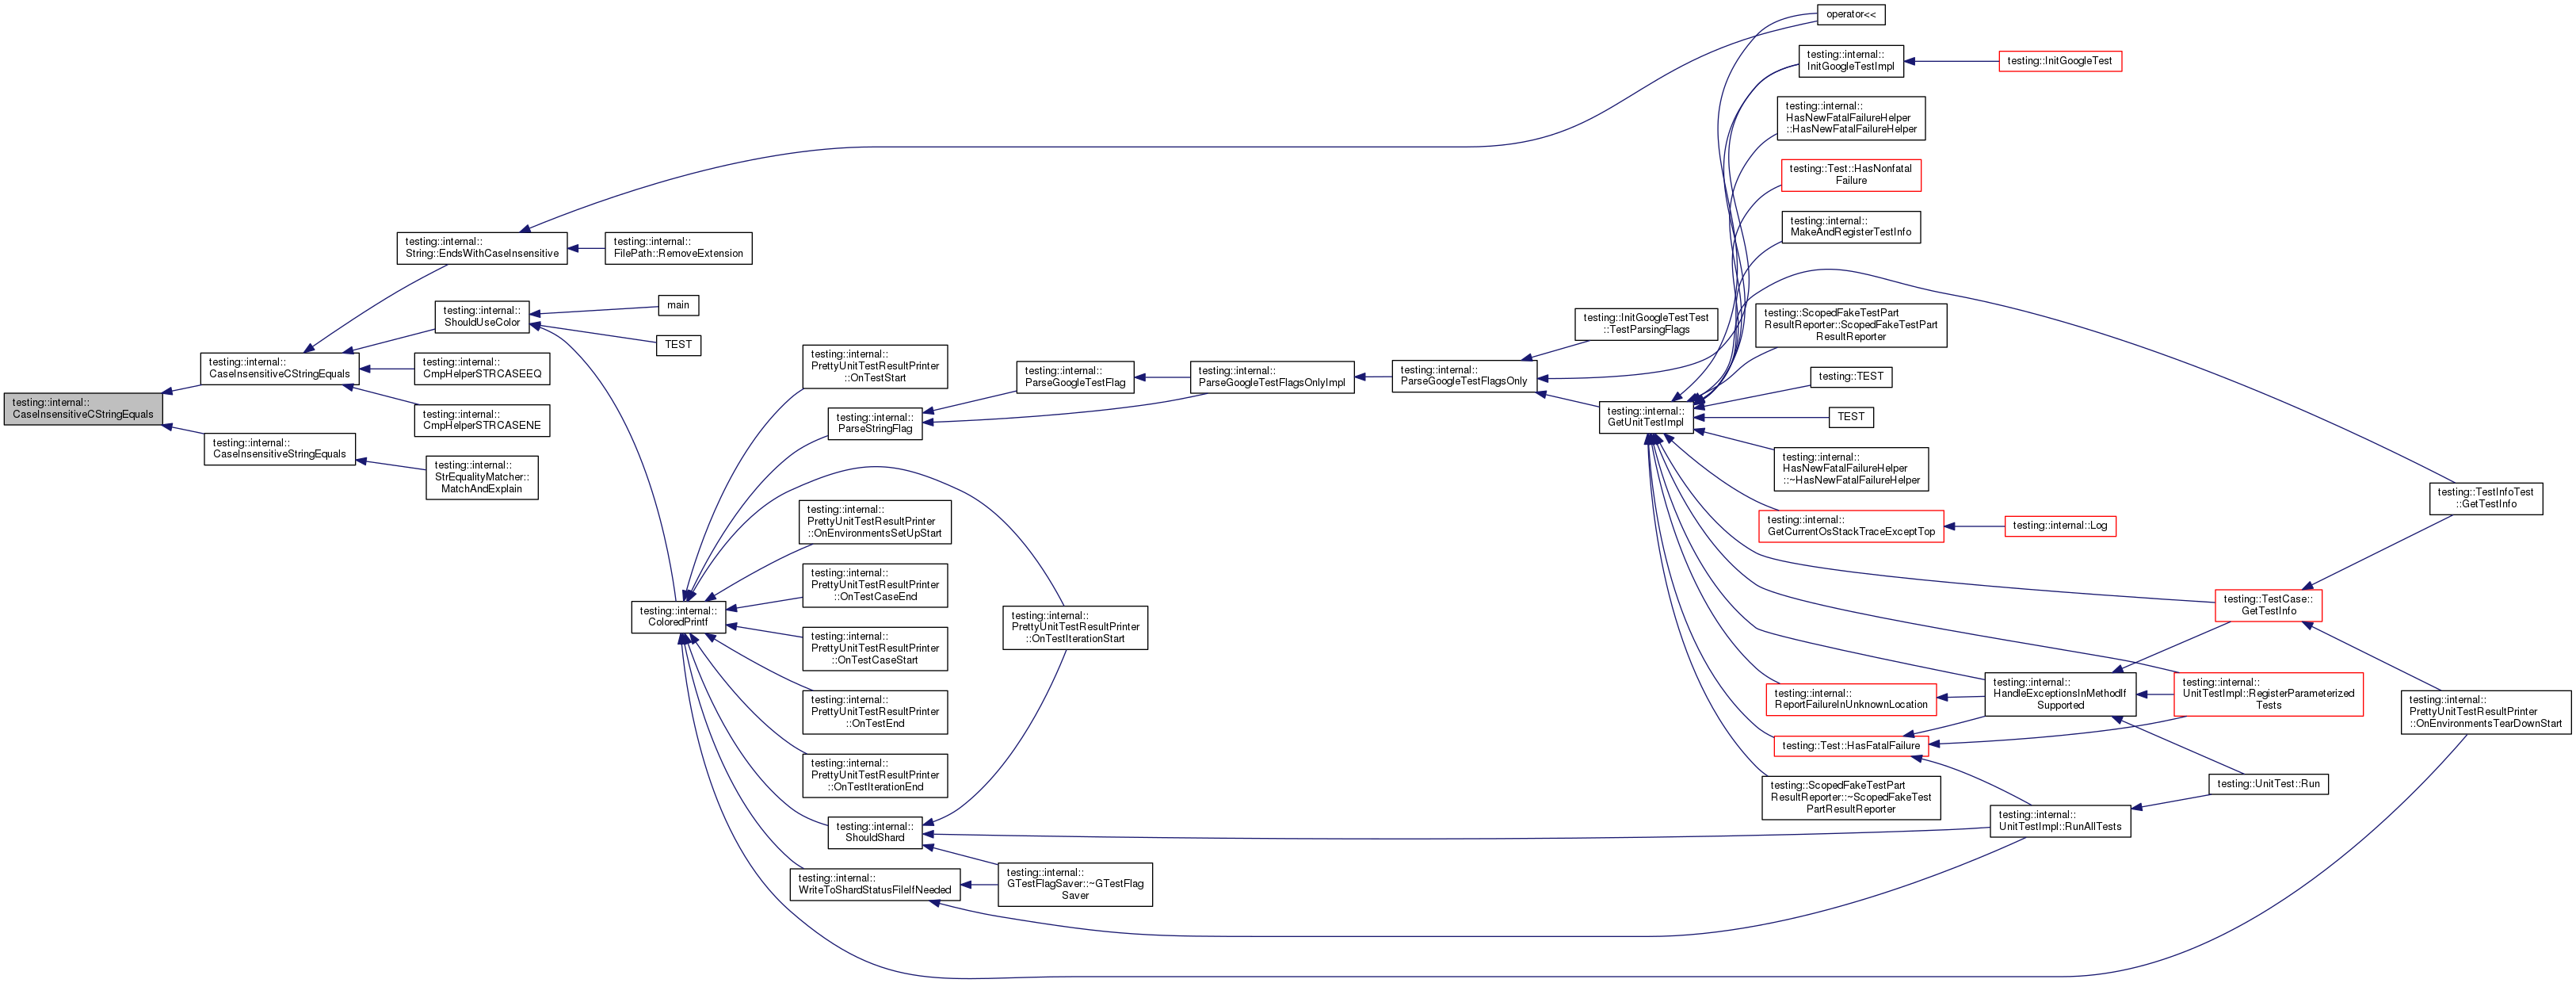 testing::internal::
CaseInsensitiveCStringEquals
testing::internal::
CaseInsensitiveCStringEquals
testing::internal::
CaseInsensitiveStringEquals
testing::internal::
String::EndsWithCaseInsensitive
testing::internal::
ShouldUseColor
testing::internal::
CmpHelperSTRCASEEQ
testing::internal::
CmpHelperSTRCASENE
testing::internal::
StrEqualityMatcher::
MatchAndExplain
testing::internal::
FilePath::RemoveExtension
main
TEST
testing::internal::
ColoredPrintf
testing::internal::
PrettyUnitTestResultPrinter
::OnTestStart
testing::internal::
ParseStringFlag
testing::internal::
PrettyUnitTestResultPrinter
::OnEnvironmentsSetUpStart
testing::internal::
PrettyUnitTestResultPrinter
::OnTestCaseEnd
testing::internal::
PrettyUnitTestResultPrinter
::OnTestCaseStart
testing::internal::
PrettyUnitTestResultPrinter
::OnTestEnd
testing::internal::
PrettyUnitTestResultPrinter
::OnTestIterationEnd
testing::internal::
ShouldShard
testing::internal::
WriteToShardStatusFileIfNeeded
testing::internal::
ParseGoogleTestFlag
testing::internal::
PrettyUnitTestResultPrinter
::OnTestIterationStart
testing::internal::
GTestFlagSaver::~GTestFlag
Saver
testing::internal::
ParseGoogleTestFlagsOnlyImpl
testing::internal::
ParseGoogleTestFlagsOnly
testing::InitGoogleTestTest
::TestParsingFlags
testing::internal::
GetUnitTestImpl
operator<<
testing::internal::
InitGoogleTestImpl
testing::InitGoogleTest
testing::internal::
HasNewFatalFailureHelper
::HasNewFatalFailureHelper
testing::Test::HasNonfatal
Failure
testing::internal::
MakeAndRegisterTestInfo
testing::ScopedFakeTestPart
ResultReporter::ScopedFakeTestPart
ResultReporter
testing::TEST
TEST
testing::internal::
HasNewFatalFailureHelper
::~HasNewFatalFailureHelper
testing::internal::
GetCurrentOsStackTraceExceptTop
testing::internal::Log
testing::internal::
ReportFailureInUnknownLocation
testing::Test::HasFatalFailure
testing::ScopedFakeTestPart
ResultReporter::~ScopedFakeTest
PartResultReporter
testing::internal::
HandleExceptionsInMethodIf
Supported
testing::internal::
UnitTestImpl::RunAllTests
testing::TestCase::
GetTestInfo
testing::internal::
UnitTestImpl::RegisterParameterized
Tests
testing::UnitTest::Run
testing::TestInfoTest
::GetTestInfo
testing::internal::
PrettyUnitTestResultPrinter
::OnEnvironmentsTearDownStart